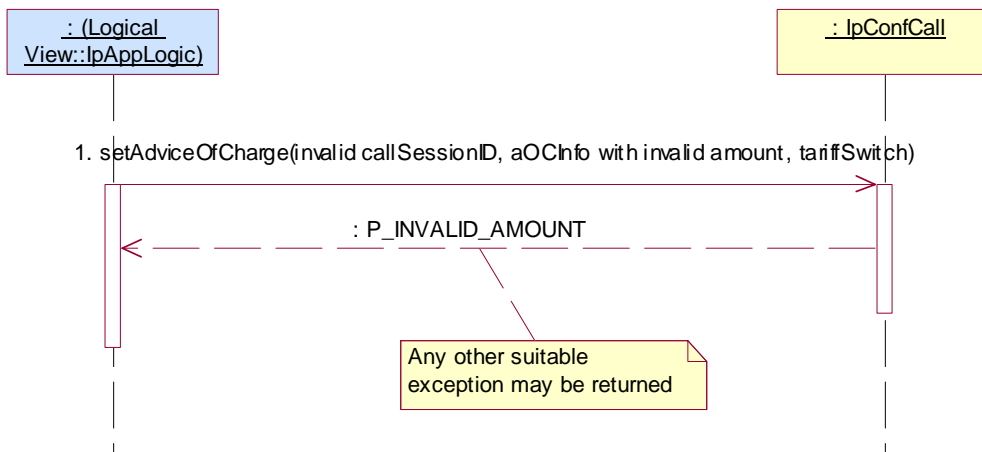 : (Logical
View::IpAppLogic)
: IpConfCall
1. setAdviceOfCharge(invalid callSessionID, aOCInfo with invalid amount, tariffSwitch)
: P_INVALID_AMOUNT
Any other suitable
exception may be returned